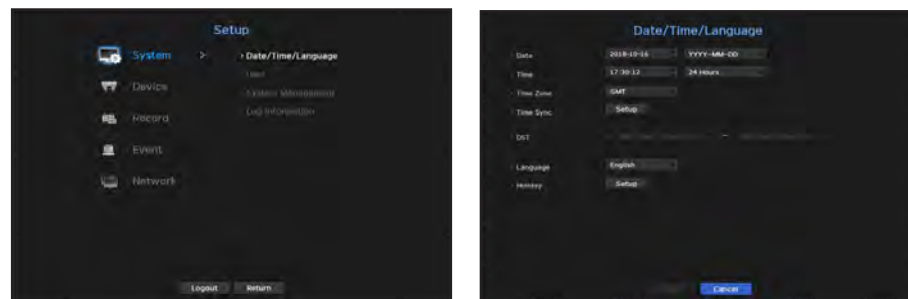 Setup
System > Date/Time/Language
User
Device System Management
Log Information
Record
Event
Network
Logout Return
Date/Time/Language
Date 2018-10-16 YYYY-MM-DD
Time 17:30:12 24 Hours
Time Zone GMT
Time Sync. Setup
DST
Language English
Holiday Setup
Cancel